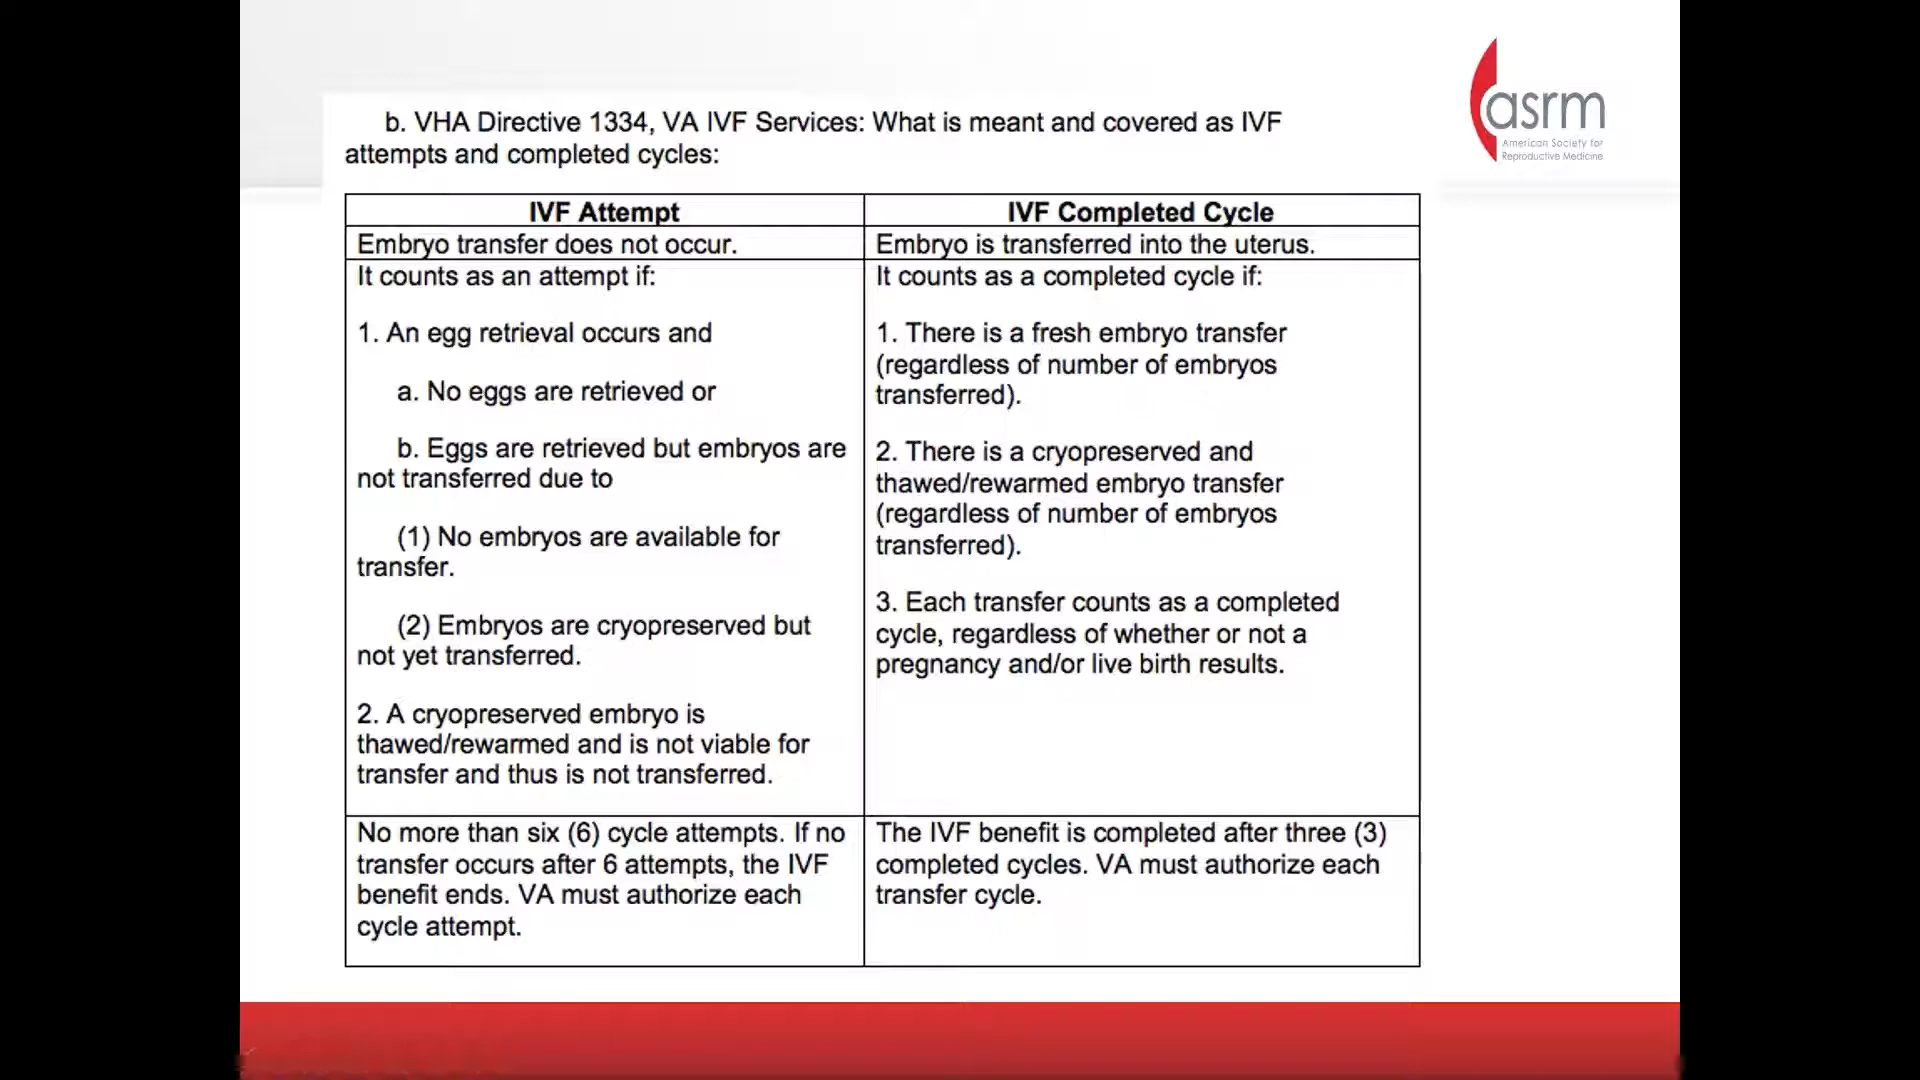 asrm
American Society for
Reproductive Medicine
b. VHA Directive 1334, VA IVF Services: What is meant and covered as IVF
attempts and completed cycles:
IVF Attempt
IVF Completed Cycle
Embryo transfer does not occur.
Embryo is transferred into the uterus.
It counts as an attempt if:
1. An egg retrieval occurs and
a. No eggs are retrieved or
b. Eggs are retrieved but embryos are
not transferred due to
(1) No embryos are available for
transfer.
(2) Embryos are cryopreserved but
not yet transferred.
2. A cryopreserved embryo is
thawed/rewarmed and is not viable for
transfer and thus is not transferred.
It counts as a completed cycle if:
1. There is a fresh embryo transfer
(regardless of number of embryos
transferred).
2. There is a cryopreserved and
thawed/rewarmed embryo transfer
(regardless of number of embryos
transferred).
3. Each transfer counts as a completed
cycle, regardless of whether or not a
pregnancy and/or live birth results.
No more than six (6) cycle attempts. If no
transfer occurs after 6 attempts, the IVF
benefit ends. VA must authorize each
cycle attempt.
The IVF benefit is completed after three (3)
completed cycles. VA must authorize each
transfer cycle.